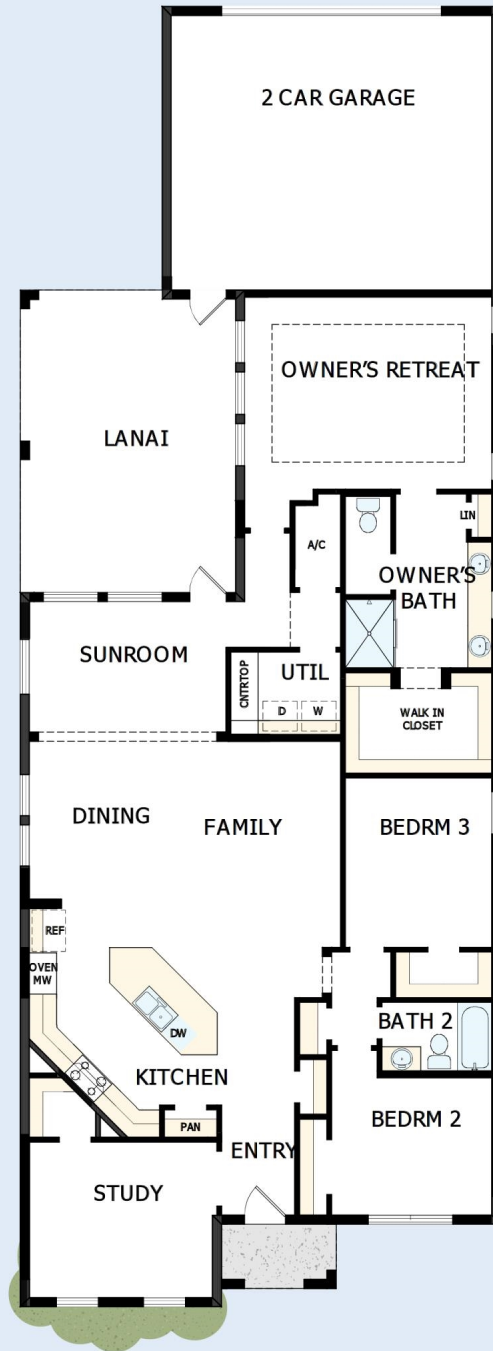 2 CAR GARAGE
OWNER'S RETREAT
LANAI
LIN
A/C
OWNER'S
BATH
SUNROOM
UTIL
CNTRTOP
D
W
WALK IN
CLOSET
DINING
FAMILY
BEDRM 3
REF
OVEN
MW
DW
BATH 2
KITCHEN
PAN
BEDRM 2
ENTRY
STUDY